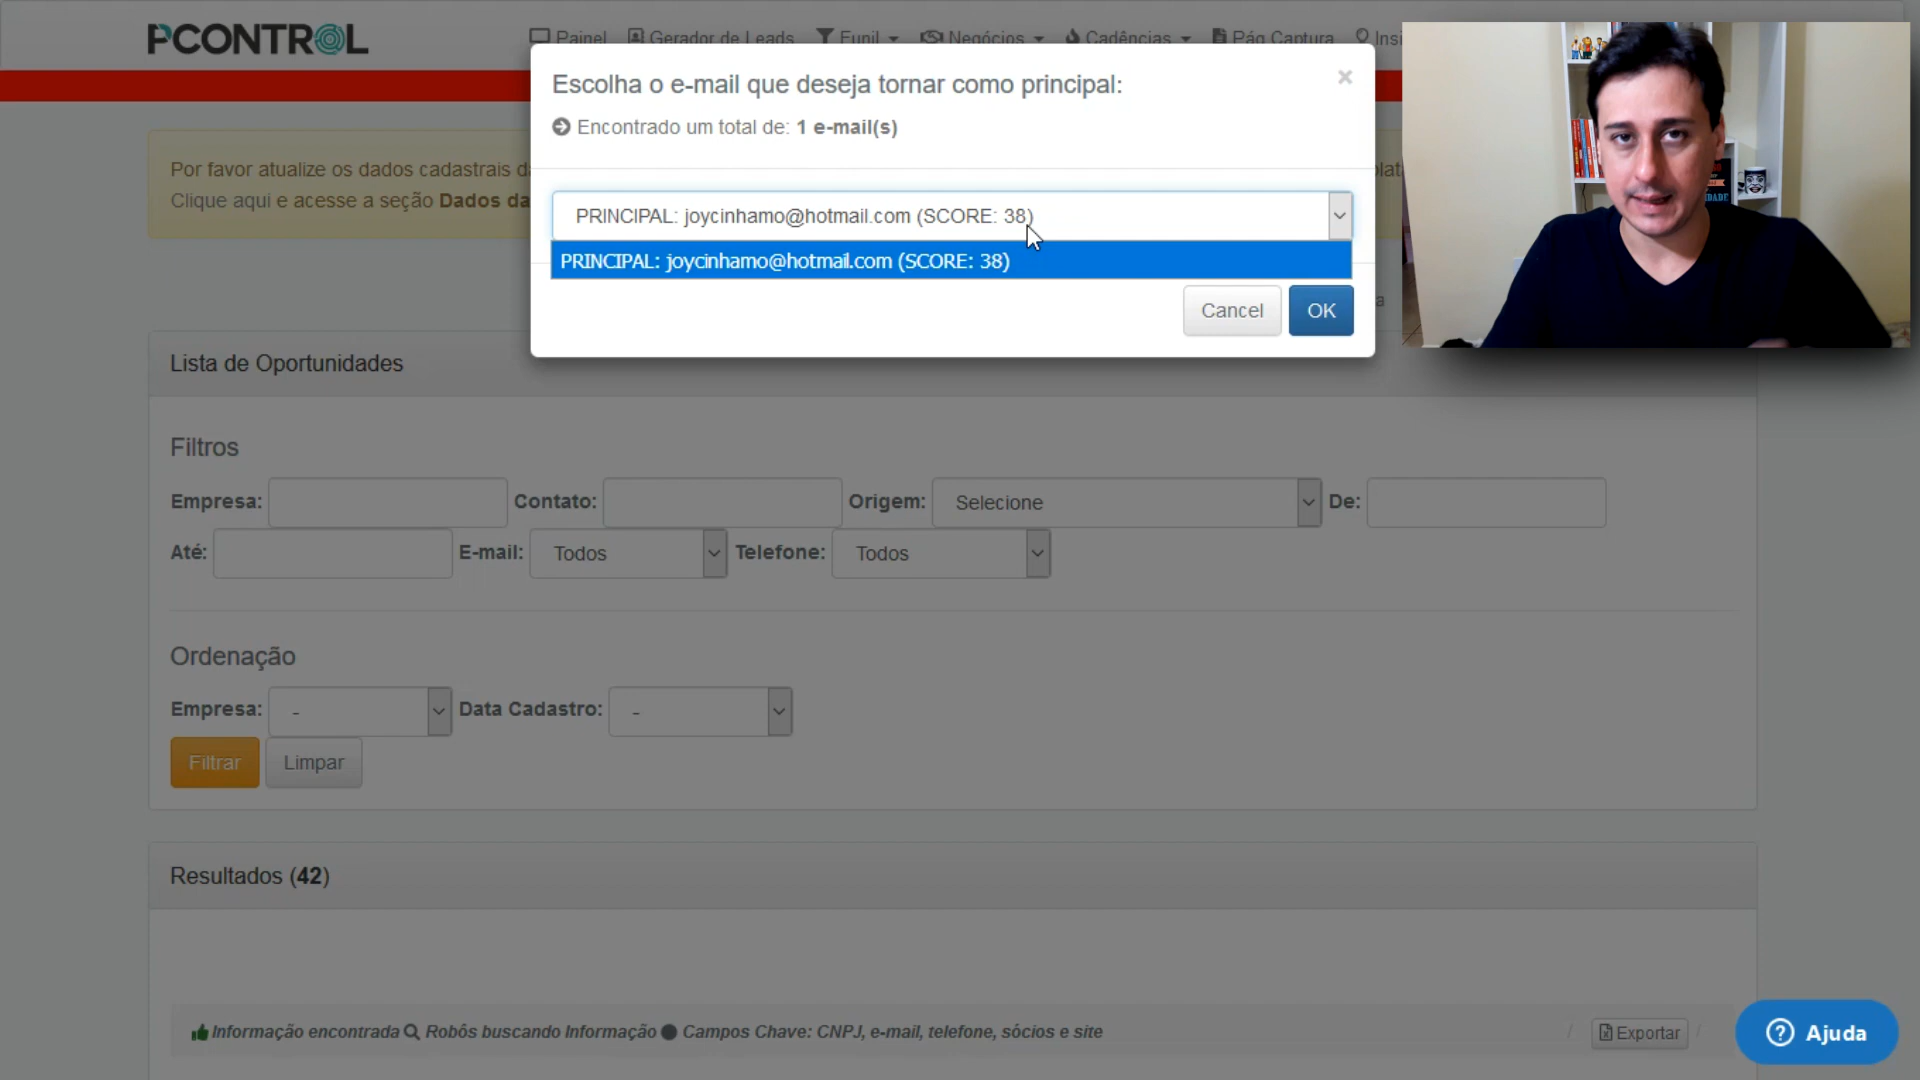 PCONTROL
Painel Gerador de Leads Funil Negócios Cadências Pág Captura Insi
Escolha o e-mail que deseja tornar como principal:
×
Encontrado um total de: 1 e-mail(s)
Por favor atualize os dados cadastrais d
Clique aqui e acesse a seção Dados da
PRINCIPAL: joycinhamo@hotmail.com (SCORE: 38)
PRINCIPAL: joycinhamo@hotmail.com (SCORE: 38)
Cancel OK
Lista de Oportunidades
Filtros
Empresa: Contato: Origem: Selecione De:
Até: E-mail: Todos Telefone: Todos
Ordenação
Empresa: - Data Cadastro: -
Filtrar Limpar
Resultados (42)
Informação encontrada Robôs buscando Informação Campos Chave: CNPJ, e-mail, telefone, sócios e site
/ Exportar /
Ajuda